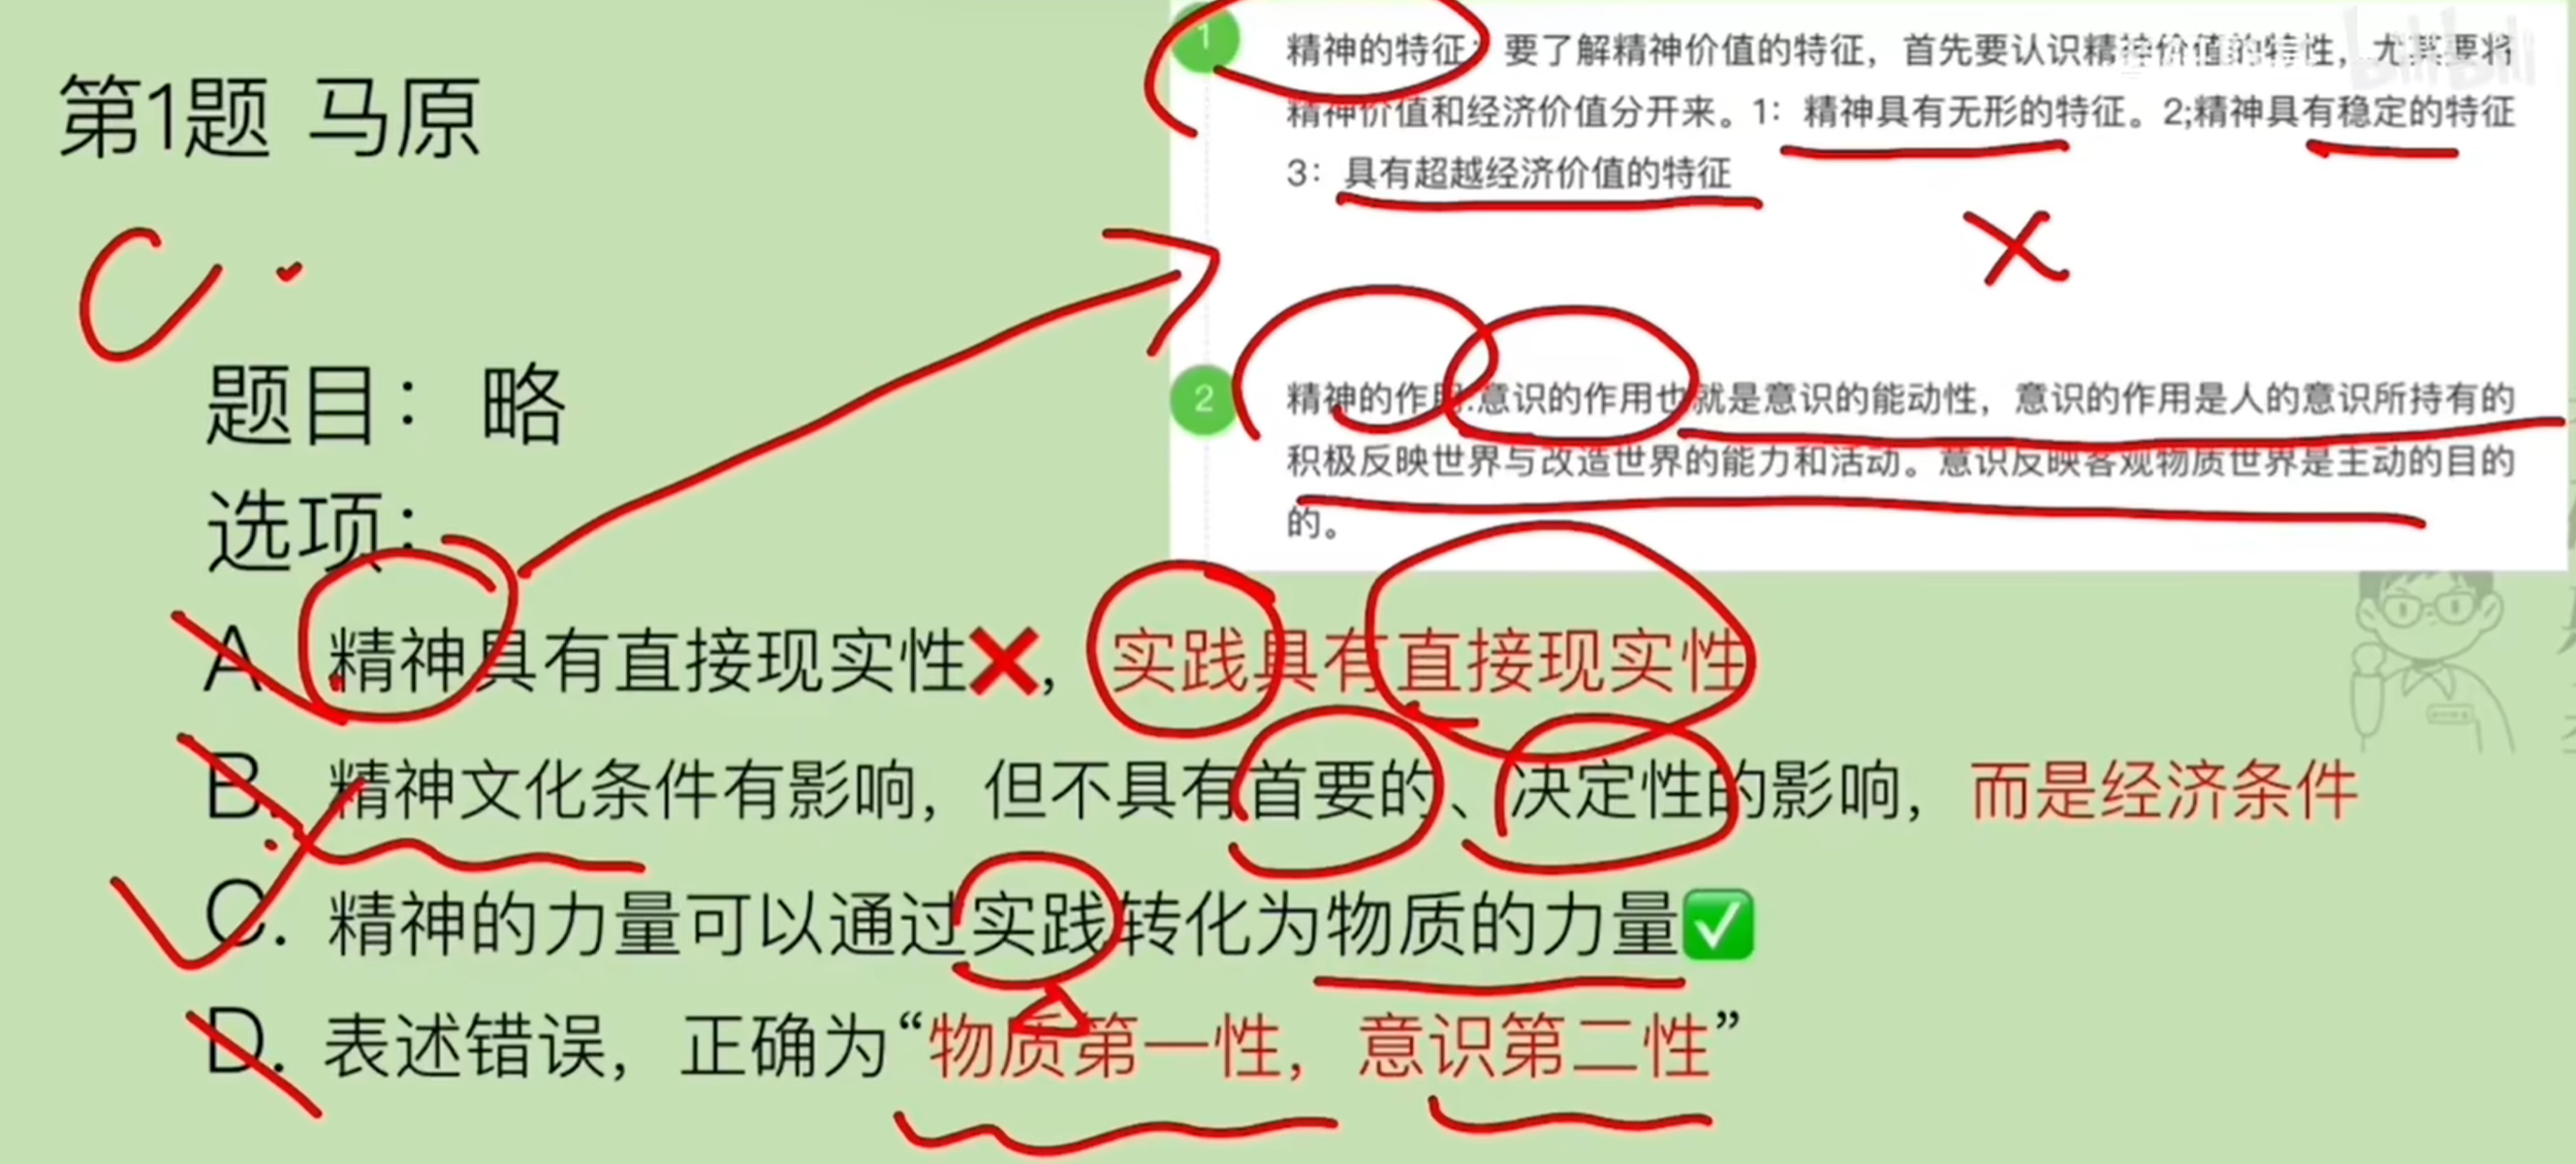 第1题 马原
C.
题目：略
选项：
A. 精神具有直接现实性❌，实践具有直接现实性
B. 精神文化条件有影响，但不具有首要的、决定性的影响，而是经济条件
C. 精神的力量可以通过实践转化为物质的力量✅
D. 表述错误，正确为“物质第一性，意识第二性”
1
精神的特征：要了解精神价值的特征，首先要认识精神价值的特性，尤其要将
精神价值和经济价值分开来。1：精神具有无形的特征。2;精神具有稳定的特征
3：具有超越经济价值的特征
2
精神的作用:意识的作用也就是意识的能动性，意识的作用是人的意识所持有的
积极反映世界与改造世界的能力和活动。意识反映客观物质世界是主动的目的
的。
bilibili